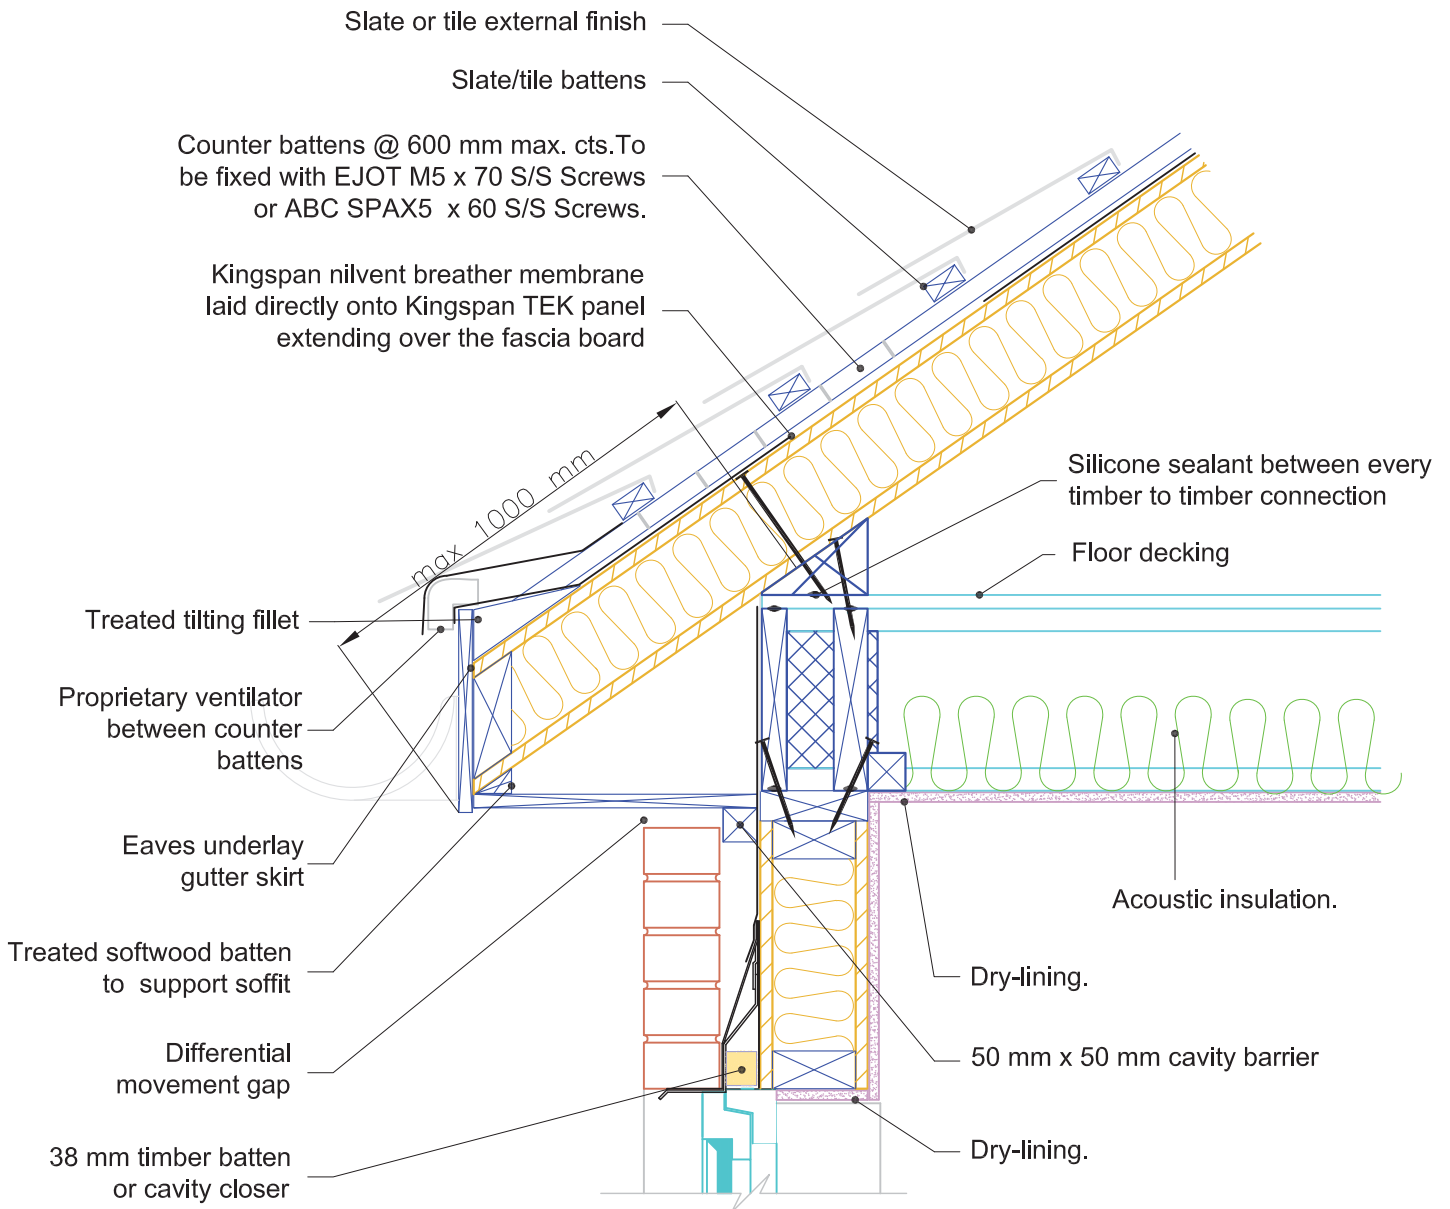 Slate or tile external finish
Slate/tile battens
Counter battens @ 600 mm max. cts.To
be fixed with EJOT M5 x 70 S/S Screws
or ABC SPAX5 x 60 S/S Screws.
Kingspan nilvent breather membrane
laid directly onto Kingspan TEK panel
extending over the fascia board
max 1000 mm
Silicone sealant between every
timber to timber connection
Floor decking
Treated tilting fillet
Proprietary ventilator
between counter
battens
Eaves underlay
gutter skirt
Acoustic insulation.
Treated softwood batten
to support soffit
Dry-lining.
Differential
movement gap
50 mm x 50 mm cavity barrier
38 mm timber batten
or cavity closer
Dry-lining.